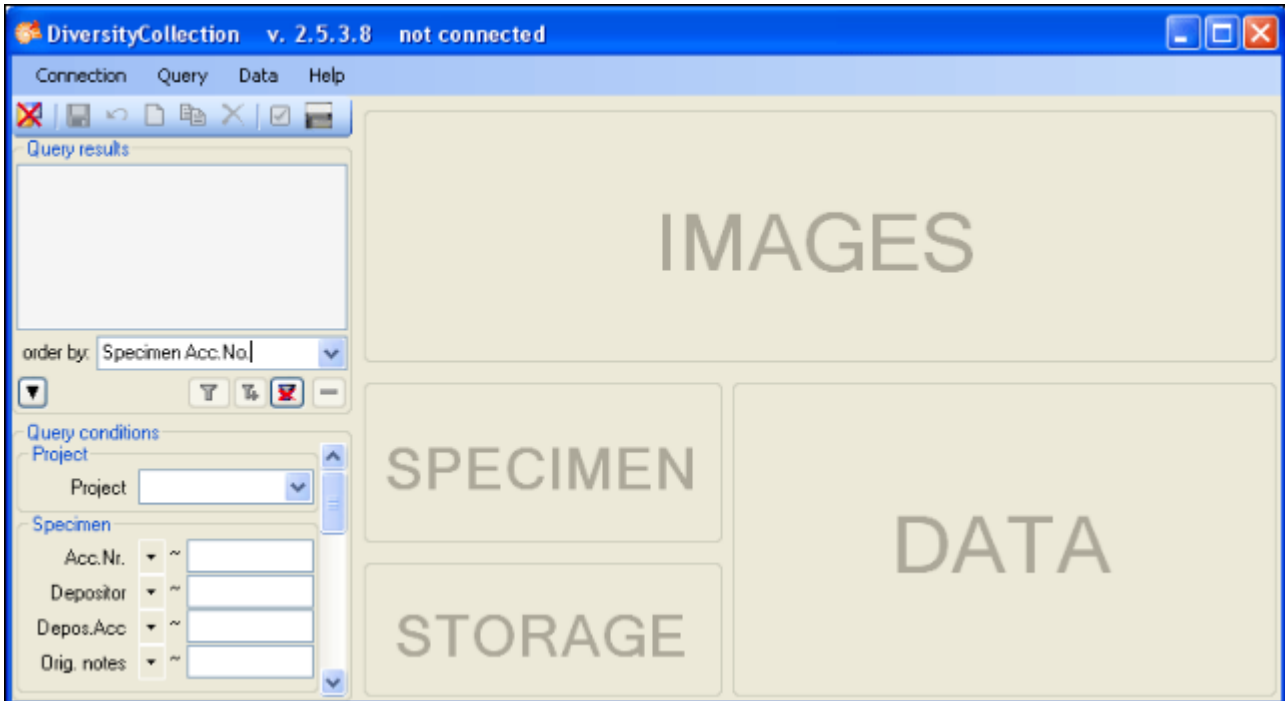 DiversityCollection v. 2.5.3.8 not connected
Connection Query Data Help
Query results
order by: Specimen Acc.No.
Query conditions
Project
Project
Specimen
Acc.Nr. ~
Depositor ~
Depos.Acc ~
Orig. notes ~
IMAGES
SPECIMEN
STORAGE
DATA